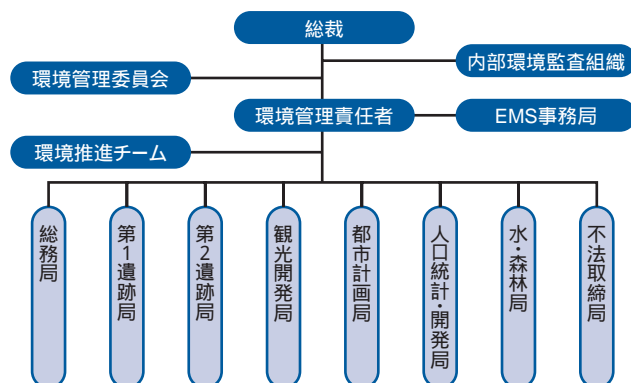 総裁
内部環境監査組織
環境管理委員会
環境管理責任者
EMS事務局
環境推進チーム
総務局
第1遺跡局
第2遺跡局
観光開発局
都市計画局
人口統計・開発局
水・森林局
不法取締局